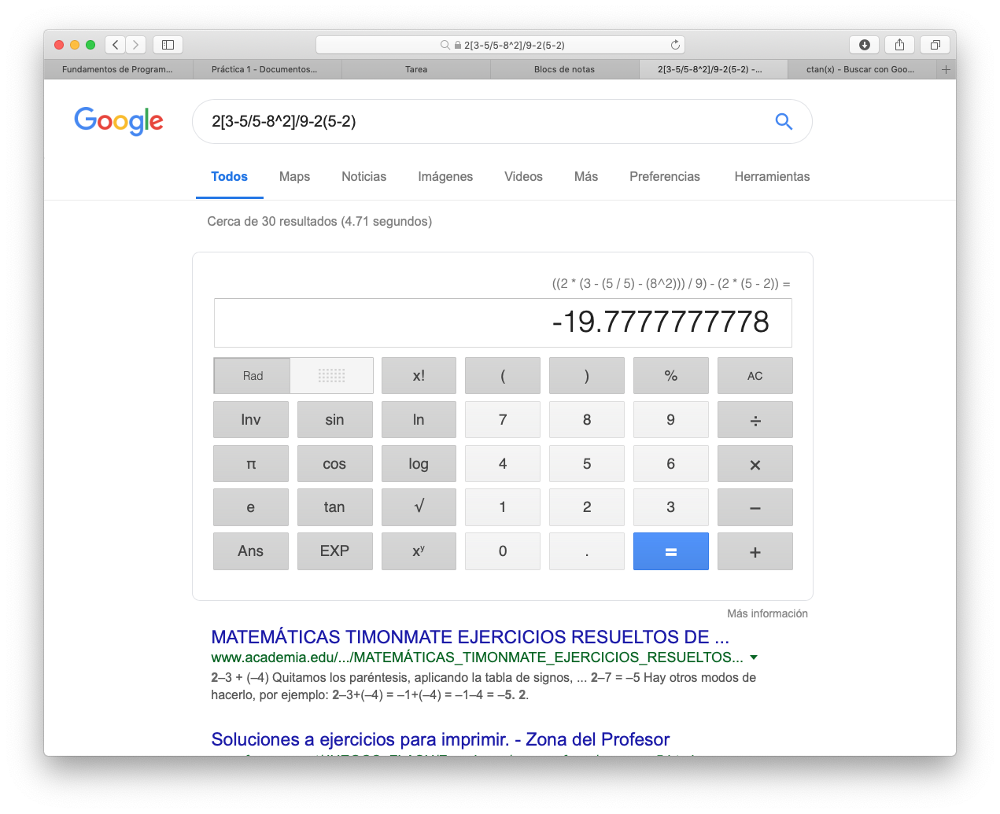 2[3-5/5-8^2]/9-2(5-2)
Fundamentos de Program... Práctica 1 - Documentos... Tarea Blocs de notas 2[3-5/5-8^2]/9-2(5-2) -... ctan(x) - Buscar con Goo... +
Google 2[3-5/5-8^2]/9-2(5-2)
Todos Maps Noticias Imágenes Videos Más Preferencias Herramientas
Cerca de 30 resultados (4.71 segundos)
((2 * (3 - (5 / 5) - (8^2))) / 9) - (2 * (5 - 2)) =
-19.7777777778
Rad x! ( ) % AC
Inv sin ln 7 8 9 ÷
π cos log 4 5 6 ×
e tan √ 1 2 3 −
Ans EXP xʸ 0 . = +
Más información
MATEMÁTICAS TIMONMATE EJERCICIOS RESUELTOS DE ...
www.academia.edu/.../MATEMÁTICAS_TIMONMATE_EJERCICIOS_RESUELTOS...
2–3 + (–4) Quitamos los paréntesis, aplicando la tabla de signos, ... 2–7 = –5 Hay otros modos de
hacerlo, por ejemplo: 2–3+(–4) = –1+(–4) = –1–4 = –5. 2.
Soluciones a ejercicios para imprimir. - Zona del Profesor